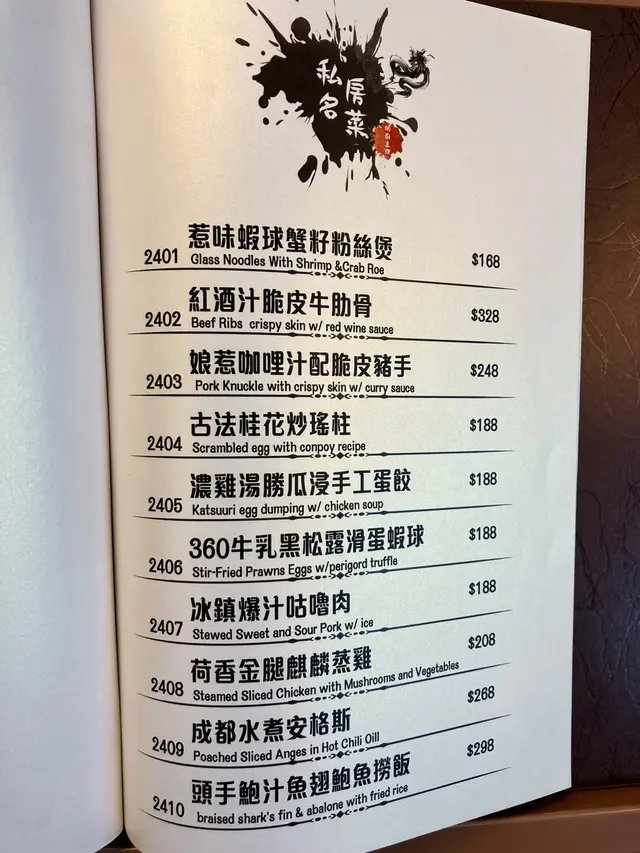 私房
名菜
2401 惹味蝦球蟹籽粉絲煲 $168
Glass Noodles With Shrimp &Crab Roe
2402 紅酒汁脆皮牛肋骨 $328
Beef Ribs crispy skin w/ red wine sauce
2403 娘惹咖哩汁配脆皮豬手 $248
Pork Knuckle with crispy skin w/ curry sauce
2404 古法桂花炒瑤柱 $188
Scrambled egg with conpoy recipe
2405 濃雞湯勝瓜浸手工蛋餃 $188
Katsuuri egg dumping w/ chicken soup
2406 360牛乳黑松露滑蛋蝦球 $188
Stir-Fried Prawns Eggs w/perigord truffle
2407 冰鎮爆汁咕嚕肉 $188
Stewed Sweet and Sour Pork w/ ice
2408 荷香金腿麒麟蒸雞 $208
Steamed Sliced Chicken with Mushrooms and Vegetables
2409 成都水煮安格斯 $268
Poached Sliced Anges in Hot Chili Oill
2410 頭手鮑汁魚翅鮑魚撈飯 $298
braised shark's fin & abalone with fried rice